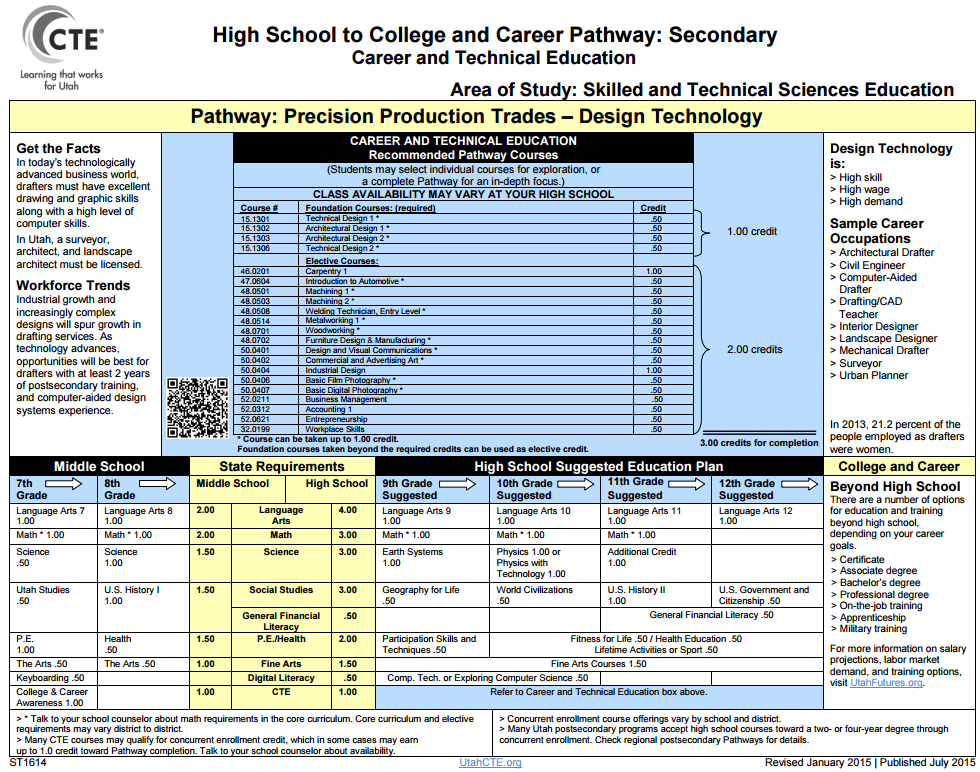 CTE®
Learning that works
for Utah
High School to College and Career Pathway: Secondary
Career and Technical Education
Area of Study: Skilled and Technical Sciences Education
Pathway: Precision Production Trades – Design Technology
Get the Facts
In today's technologically
advanced business world,
drafters must have excellent
drawing and graphic skills
along with a high level of
computer skills.
In Utah, a surveyor,
architect, and landscape
architect must be licensed.
Workforce Trends
Industrial growth and
increasingly complex
designs will spur growth in
drafting services. As
technology advances,
opportunities will be best for
drafters with at least 2 years
of postsecondary training,
and computer-aided design
systems experience.
CAREER AND TECHNICAL EDUCATION
Recommended Pathway Courses
(Students may select individual courses for exploration, or
a complete Pathway for an in-depth focus.)
CLASS AVAILABILITY MAY VARY AT YOUR HIGH SCHOOL
Course # Foundation Courses: (required) Credit
15.1301 Technical Design 1 * .50
15.1302 Architectural Design 1 * .50
15.1303 Architectural Design 2 * .50
15.1306 Technical Design 2 * .50
1.00 credit
Elective Courses:
46.0201 Carpentry 1 1.00
47.0604 Introduction to Automotive * .50
48.0501 Machining 1 * .50
48.0503 Machining 2 * .50
48.0508 Welding Technician, Entry Level * .50
48.0514 Metalworking 1 * .50
48.0701 Woodworking * .50
48.0702 Furniture Design & Manufacturing * .50
50.0401 Design and Visual Communications * .50
50.0402 Commercial and Advertising Art * .50
50.0404 Industrial Design 1.00
50.0406 Basic Film Photography * .50
50.0407 Basic Digital Photography * .50
52.0211 Business Management .50
52.0312 Accounting 1 .50
52.0621 Entrepreneurship .50
32.0199 Workplace Skills .50
2.00 credits
* Course can be taken up to 1.00 credit.
Foundation courses taken beyond the required credits can be used as elective credit.
3.00 credits for completion
Design Technology
is:
> High skill
> High wage
> High demand
Sample Career
Occupations
> Architectural Drafter
> Civil Engineer
> Computer-Aided
Drafter
> Drafting/CAD
Teacher
> Interior Designer
> Landscape Designer
> Mechanical Drafter
> Surveyor
> Urban Planner
In 2013, 21.2 percent of the
people employed as drafters
were women.
Middle School State Requirements High School Suggested Education Plan College and Career
7th Grade 8th Grade Middle School High School 9th Grade Suggested 10th Grade Suggested 11th Grade Suggested 12th Grade Suggested
Language Arts 7 1.00 Language Arts 8 1.00 2.00 Language Arts 4.00 Language Arts 9 1.00 Language Arts 10 1.00 Language Arts 11 1.00 Language Arts 12 1.00
Math * 1.00 Math * 1.00 2.00 Math 3.00 Math * 1.00 Math * 1.00 Math * 1.00
Science .50 Science 1.00 1.50 Science 3.00 Earth Systems 1.00 Physics 1.00 or Physics with Technology 1.00 Additional Credit 1.00
Utah Studies .50 U.S. History I 1.00 1.50 Social Studies 3.00 Geography for Life .50 World Civilizations .50 U.S. History II 1.00 U.S. Government and Citizenship .50
General Financial Literacy .50 General Financial Literacy .50
P.E. 1.00 Health .50 1.50 P.E./Health 2.00 Participation Skills and Techniques .50 Fitness for Life .50 / Health Education .50 Lifetime Activities or Sport .50
The Arts .50 The Arts .50 1.00 Fine Arts 1.50 Fine Arts Courses 1.50
Keyboarding .50 Digital Literacy .50 Comp. Tech. or Exploring Computer Science .50
College & Career Awareness 1.00 1.00 CTE 1.00 Refer to Career and Technical Education box above.
Beyond High School
There are a number of options
for education and training
beyond high school,
depending on your career
goals.
> Certificate
> Associate degree
> Bachelor's degree
> Professional degree
> On-the-job training
> Apprenticeship
> Military training
For more information on salary
projections, labor market
demand, and training options,
visit UtahFutures.org.
> * Talk to your school counselor about math requirements in the core curriculum. Core curriculum and elective
requirements may vary district to district.
> Many CTE courses may qualify for concurrent enrollment credit, which in some cases may earn
up to 1.0 credit toward Pathway completion. Talk to your school counselor about availability.
> Concurrent enrollment course offerings vary by school and district.
> Many Utah postsecondary programs accept high school courses toward a two- or four-year degree through
concurrent enrollment. Check regional postsecondary Pathways for details.
ST1614 UtahCTE.org Revised January 2015 | Published July 2015